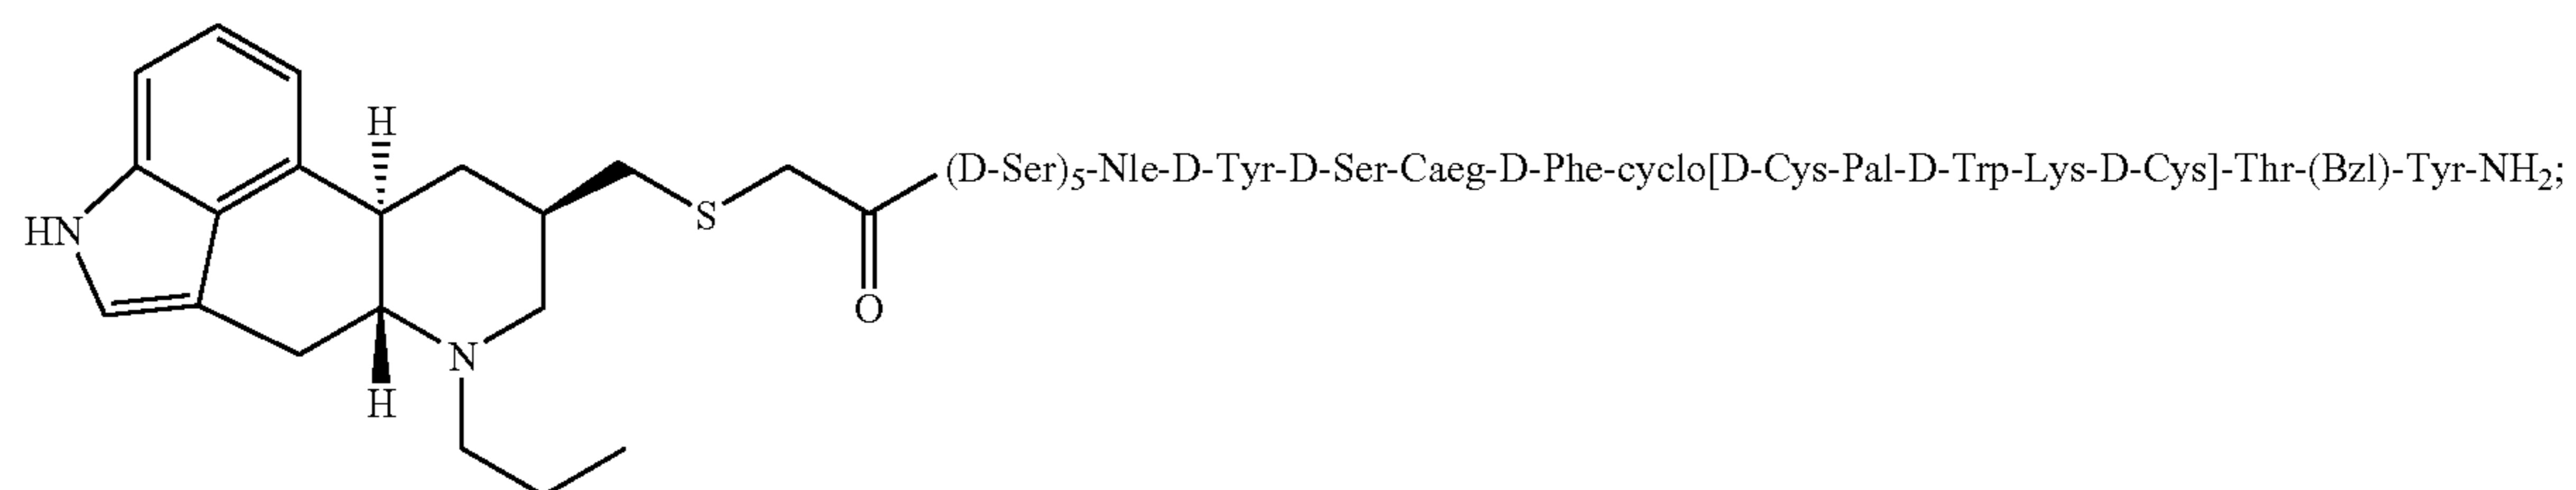 H
(D-Ser)5-Nle-D-Tyr-D-Ser-Caeg-D-Phe-cyclo[D-Cys-Pal-D-Trp-Lys-D-Cys]-Thr-(Bzl)-Tyr-NH2;
S
HN
O
N
H